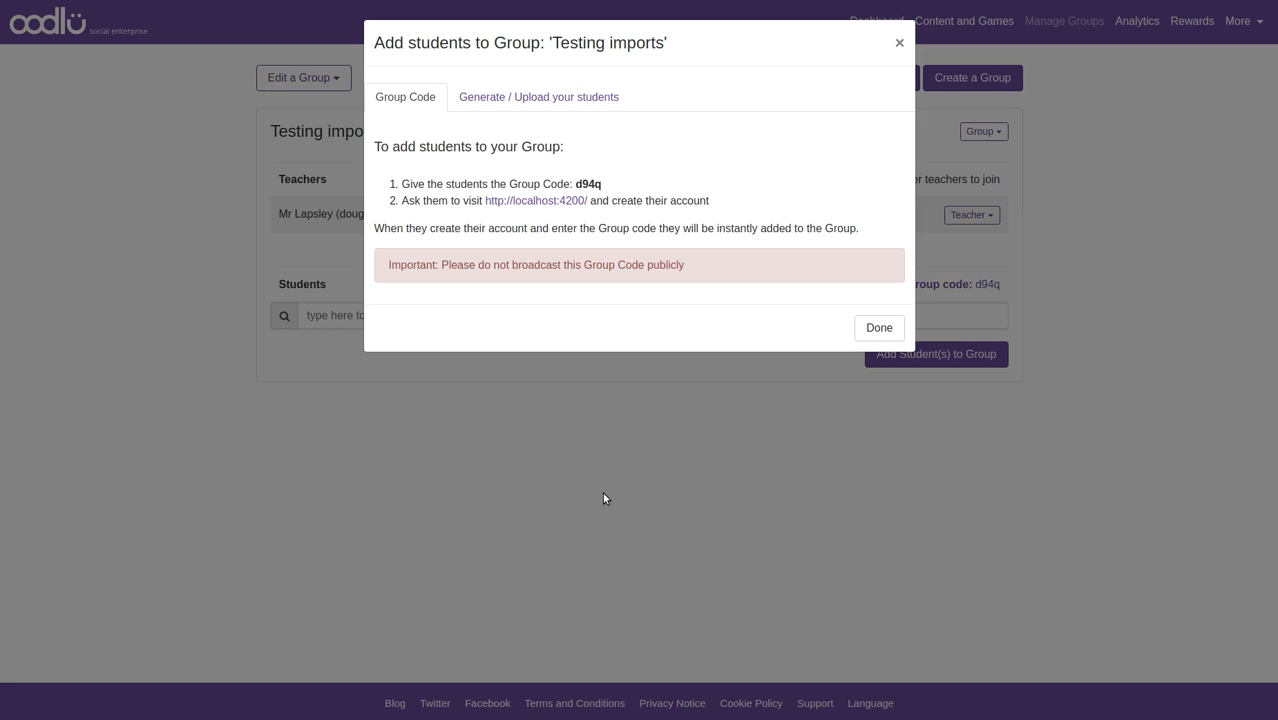 oodlü social enterprise
Dashboard Content and Games Manage Groups Analytics Rewards More
Add students to Group: 'Testing imports'
×
Edit a Group
Create a Group
Group Code
Generate / Upload your students
Testing impo
Group
To add students to your Group:
Teachers
er teachers to join
1. Give the students the Group Code: d94q
2. Ask them to visit http://localhost:4200/ and create their account
Mr Lapsley (doug
Teacher
When they create their account and enter the Group code they will be instantly added to the Group.
Important: Please do not broadcast this Group Code publicly
Students
roup code: d94q
type here to
Done
Add Student(s) to Group
Blog Twitter Facebook Terms and Conditions Privacy Notice Cookie Policy Support Language